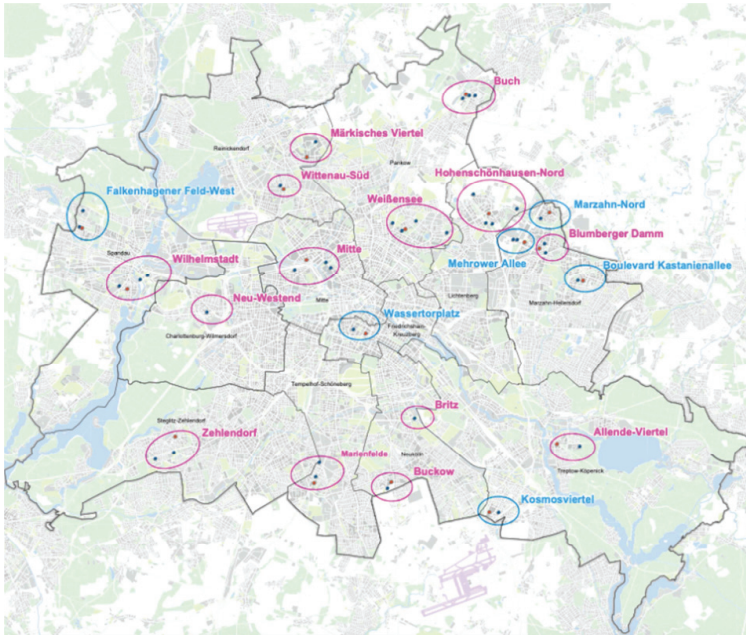 Buch
Märkisches Viertel
Reinickendorf
Pankow
Wittenau-Süd
Hohenschönhausen-Nord
Falkenhagener Feld-West
Weißensee
Marzahn-Nord
Blumberger Damm
Spandau
Wilhelmstadt
Mitte
Mehrower Allee
Boulevard Kastanienallee
Neu-Westend
Mitte
Lichtenberg
Marzahn-Hellersdorf
Wassertorplatz
Friedrichshain-
Kreuzberg
Charlottenburg-Wilmersdorf
Tempelhof-Schöneberg
Britz
Steglitz-Zehlendorf
Zehlendorf
Allende-Viertel
Marienfelde
Neukölln
Buckow
Treptow-Köpenick
Kosmosviertel